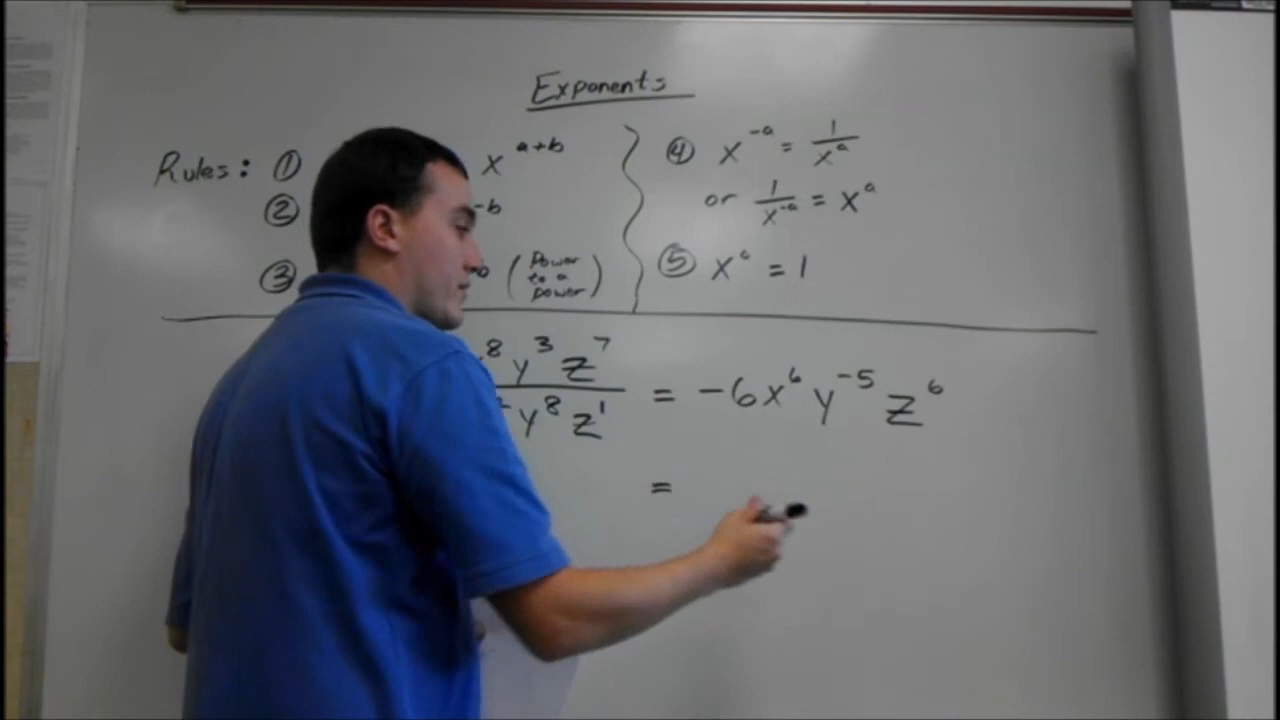 Exponents
Rules: ① x^{a+b}
②
-b
③
(Power to a power)
④ x^{-a} = 1/x^a
or 1/x^{-a} = x^a
⑤ x^0 = 1
8 y^3 z^7
y^8 z^1
= -6x^6 y^{-5} z^6
=